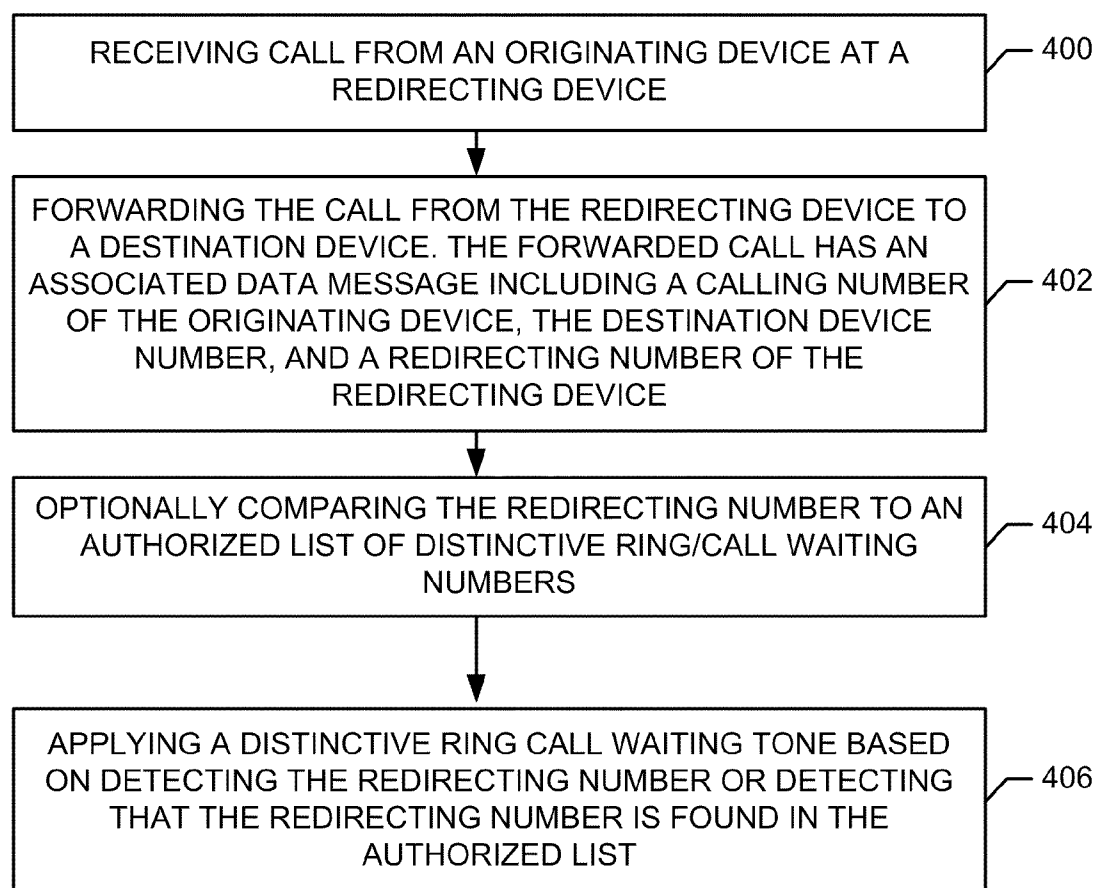 RECEIVING CALL FROM AN ORIGINATING DEVICE AT A
REDIRECTING DEVICE
400
FORWARDING THE CALL FROM THE REDIRECTING DEVICE TO
A DESTINATION DEVICE. THE FORWARDED CALL HAS AN
ASSOCIATED DATA MESSAGE INCLUDING A CALLING NUMBER
OF THE ORIGINATING DEVICE, THE DESTINATION DEVICE
NUMBER, AND A REDIRECTING NUMBER OF THE
REDIRECTING DEVICE
402
OPTIONALLY COMPARING THE REDIRECTING NUMBER TO AN
AUTHORIZED LIST OF DISTINCTIVE RING/CALL WAITING
NUMBERS
404
APPLYING A DISTINCTIVE RING CALL WAITING TONE BASED
ON DETECTING THE REDIRECTING NUMBER OR DETECTING
THAT THE REDIRECTING NUMBER IS FOUND IN THE
AUTHORIZED LIST
406